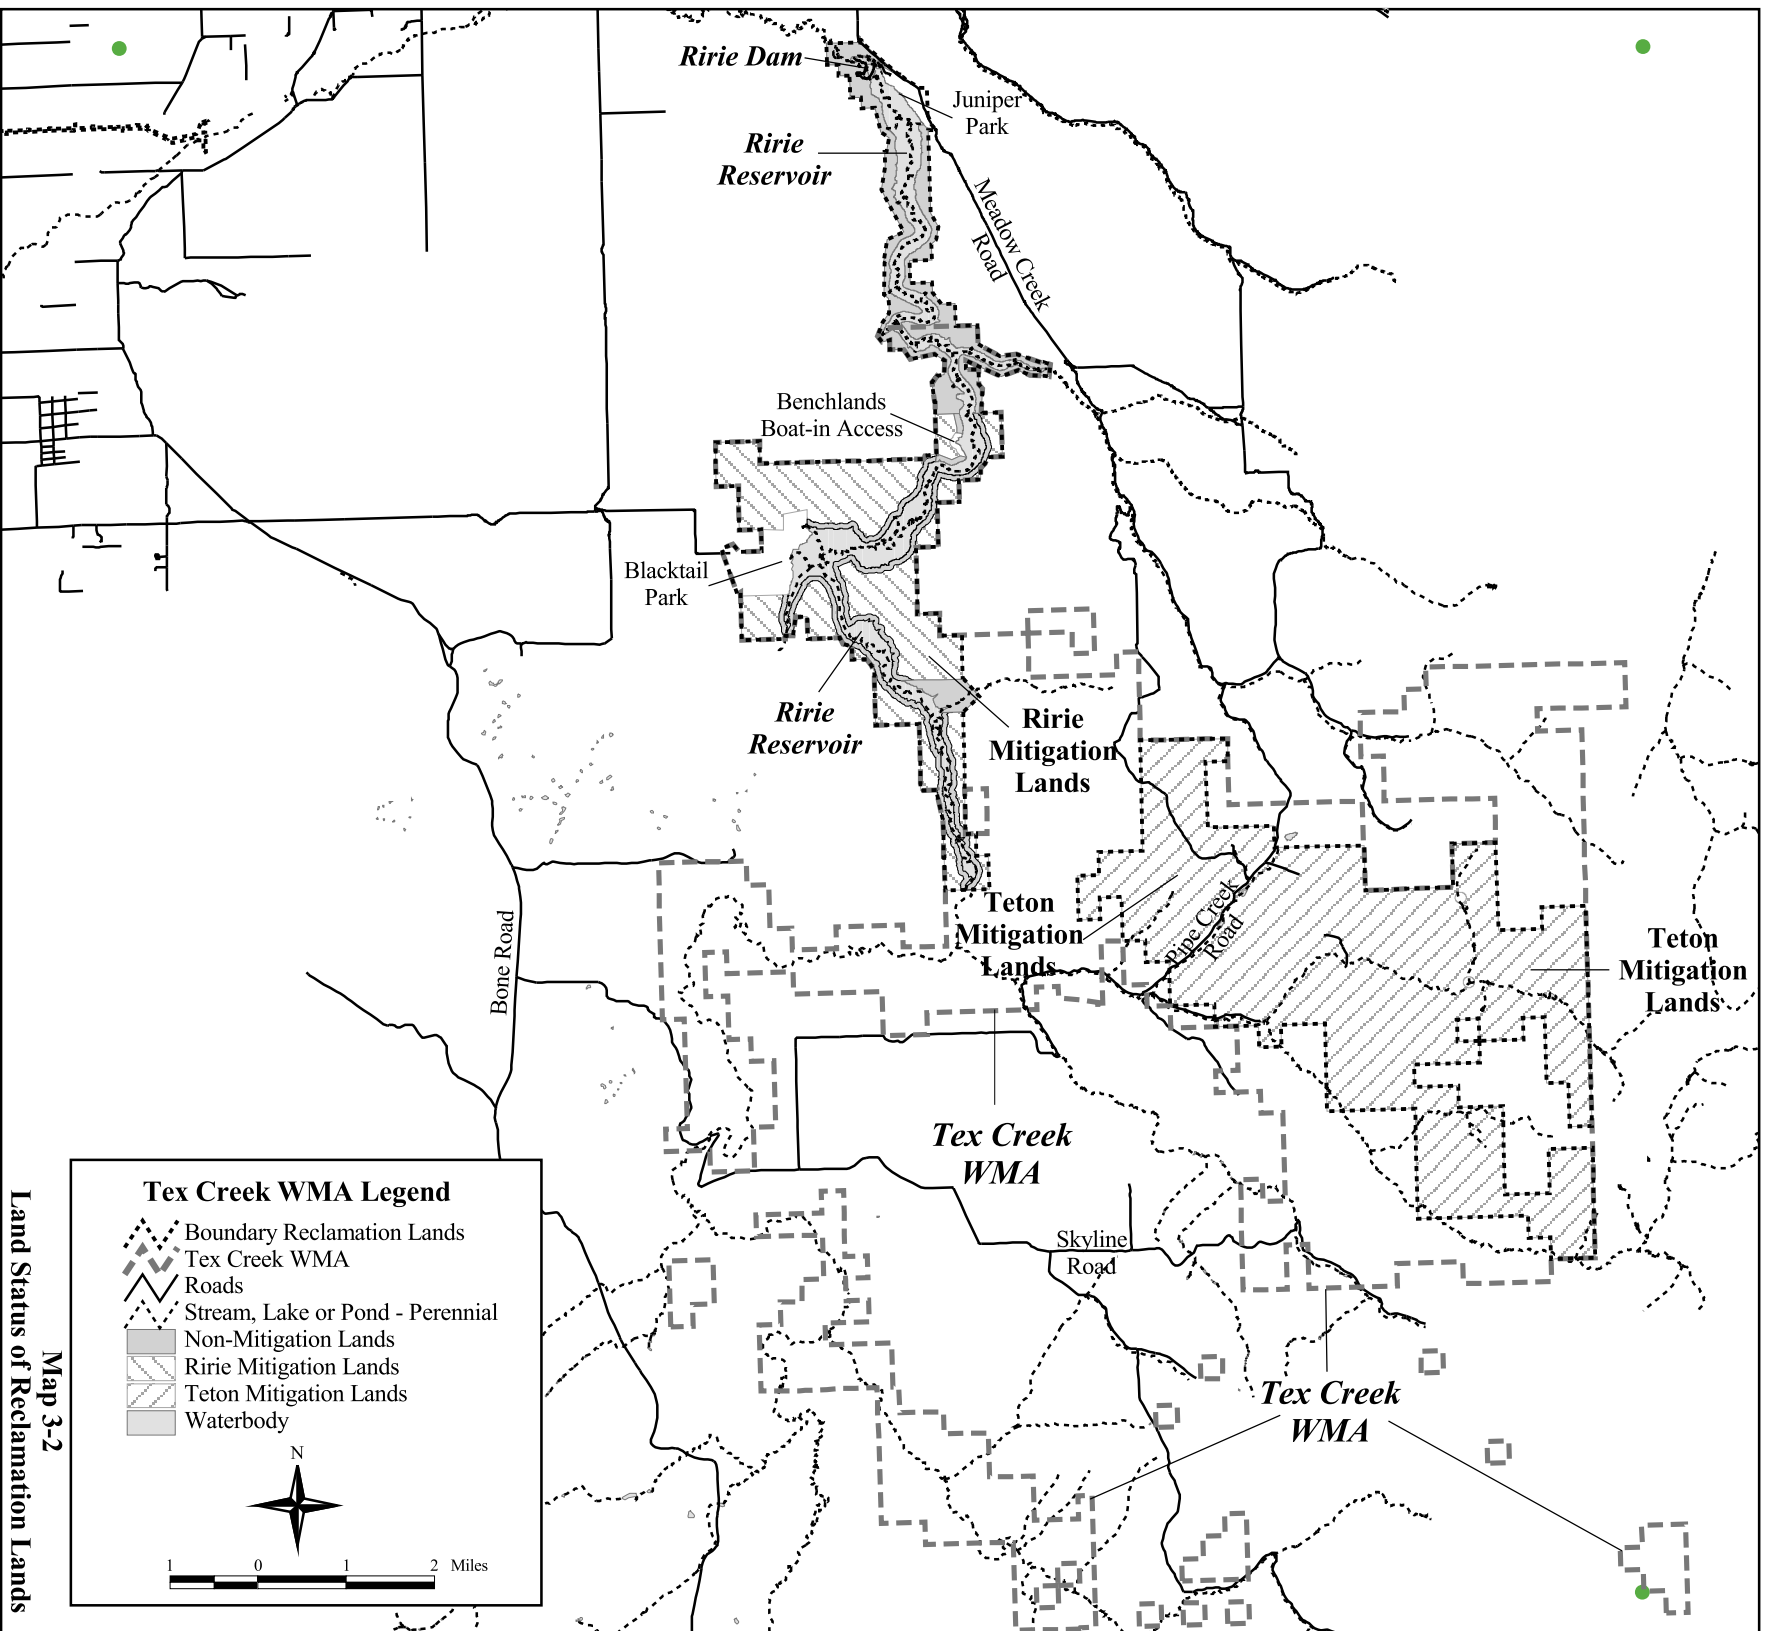 Ririe Dam
Juniper
Park
Ririe
Reservoir
Meadow Creek
Road
Benchlands
Boat-in Access
Blacktail
Park
Ririe
Reservoir
Ririe
Mitigation
Lands
Teton
Mitigation
Lands
Pipe Creek
Road
Teton
Mitigation
Lands
Bone Road
Tex Creek
WMA
Skyline
Road
Tex Creek
WMA
Tex Creek WMA Legend
Boundary Reclamation Lands
Tex Creek WMA
Roads
Stream, Lake or Pond - Perennial
Non-Mitigation Lands
Ririe Mitigation Lands
Teton Mitigation Lands
Waterbody
N
1 0 1 2 Miles
Map 3-2
Land Status of Reclamation Lands